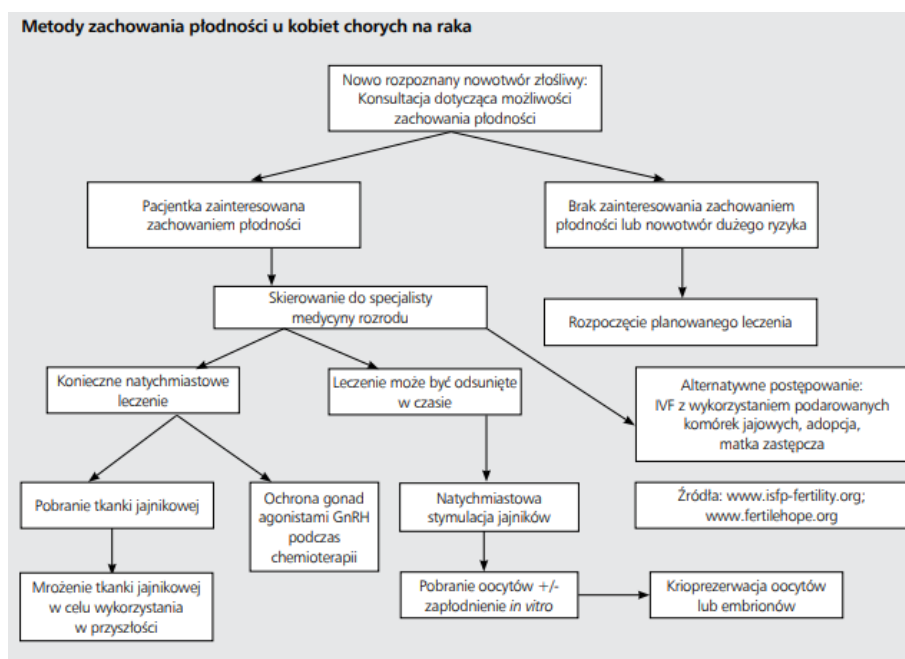 Metody zachowania płodności u kobiet chorych na raka
Nowo rozpoznany nowotwór złośliwy:
Konsultacja dotycząca możliwości
zachowania płodności
Pacjentka zainteresowana
zachowaniem płodności
Brak zainteresowania zachowaniem
płodności lub nowotwór dużego ryzyka
Skierowanie do specjalisty
medycyny rozrodu
Rozpoczęcie planowanego leczenia
Konieczne natychmiastowe
leczenie
Leczenie może być odsunięte
w czasie
Alternatywne postępowanie:
IVF z wykorzystaniem podarowanych
komórek jajowych, adopcja,
matka zastępcza
Pobranie tkanki jajnikowej
Ochrona gonad
agonistami GnRH
podczas
chemioterapii
Natychmiastowa
stymulacja jajników
Źródła: www.isfp-fertility.org;
www.fertilehope.org
Mrożenie tkanki jajnikowej
w celu wykorzystania
w przyszłości
Pobranie oocytów +/-
zapłodnienie in vitro
Krioprezerwacja oocytów
lub embrionów